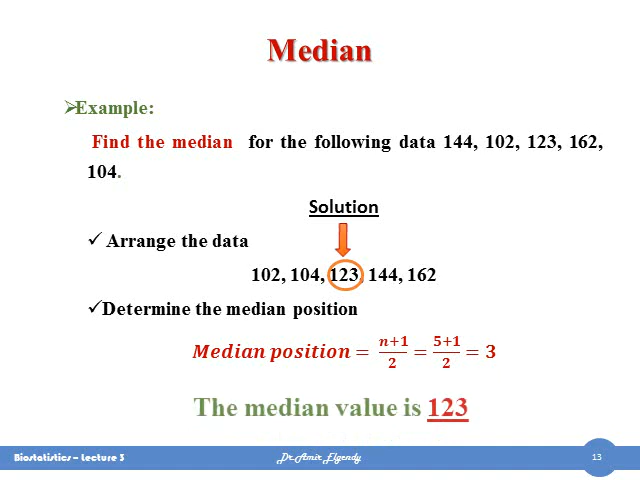 Median
Example:
Find the median for the following data 144, 102, 123, 162,
104.
Solution
✓ Arrange the data
102, 104, 123, 144, 162
✓Determine the median position
Median position = n+1/2 = 5+1/2 = 3
The median value is 123
Biostatistics – Lecture 3 Dr. Amir Elgendy 13